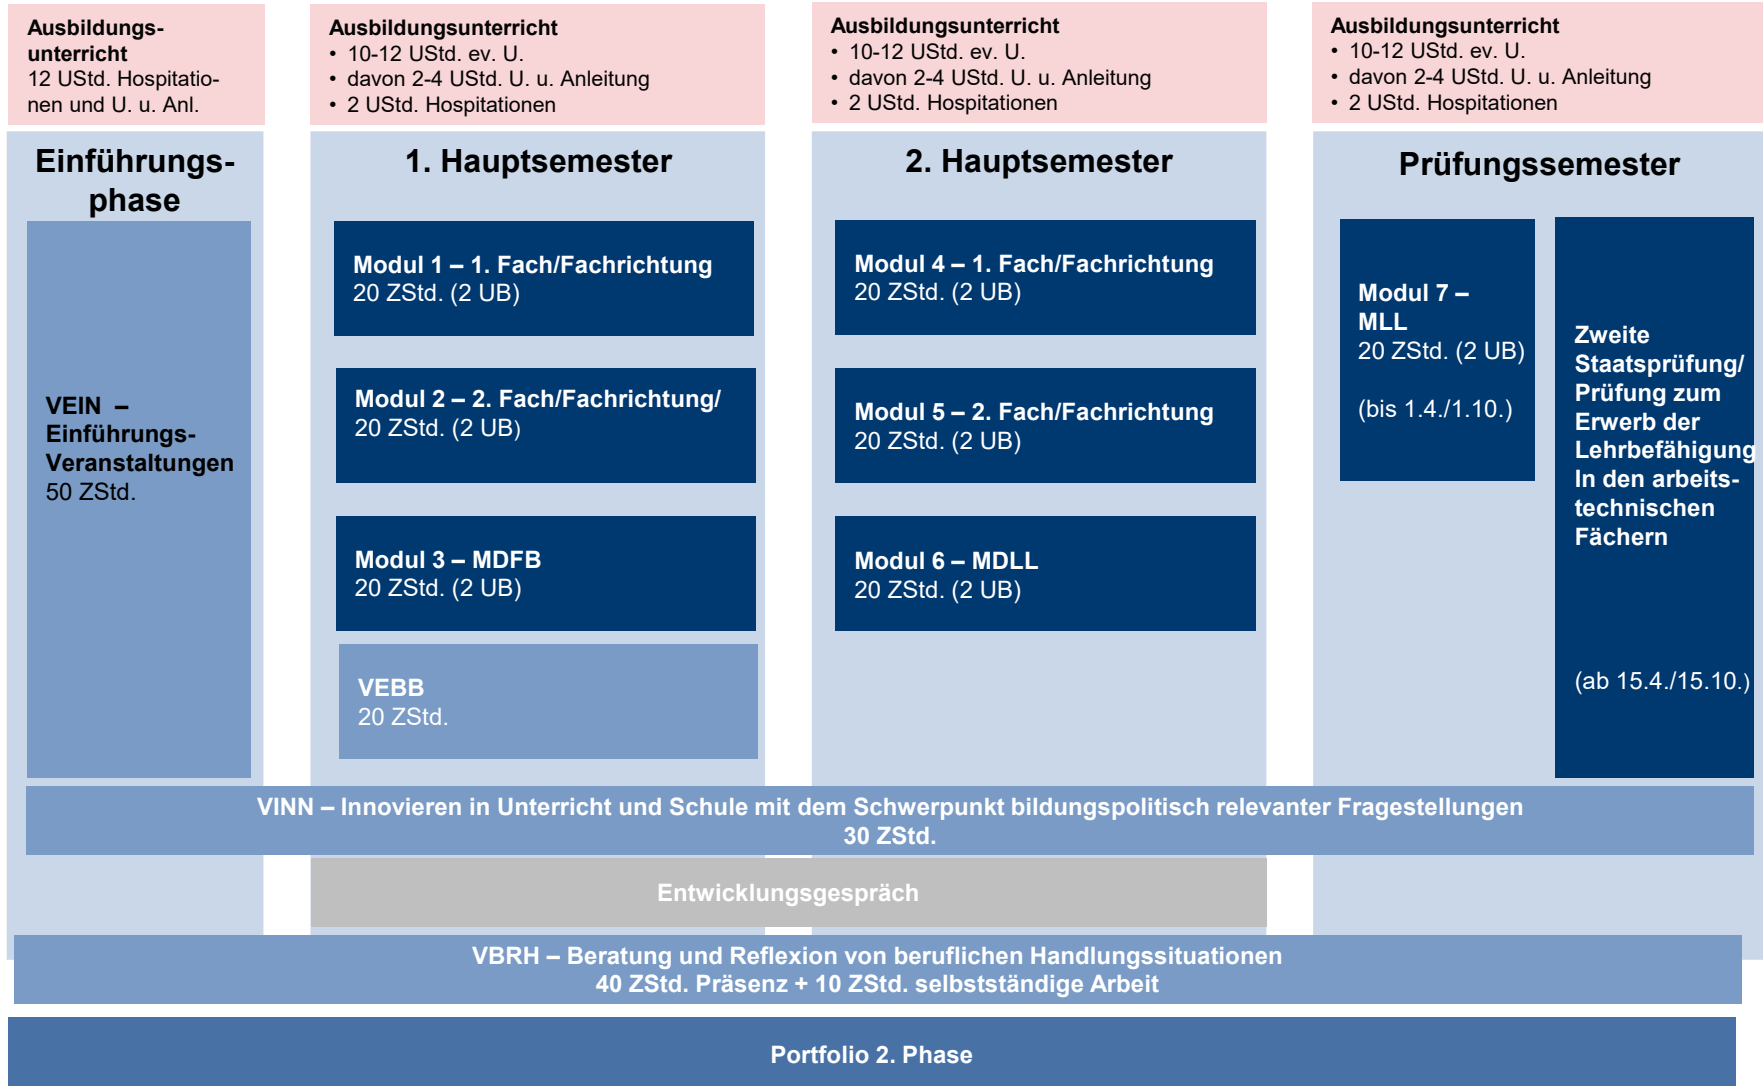 Ausbildungs-
unterricht
12 UStd. Hospitatio-
nen und U. u. Anl.
Ausbildungsunterricht
• 10-12 UStd. ev. U.
• davon 2-4 UStd. U. u. Anleitung
• 2 UStd. Hospitationen
Ausbildungsunterricht
• 10-12 UStd. ev. U.
• davon 2-4 UStd. U. u. Anleitung
• 2 UStd. Hospitationen
Ausbildungsunterricht
• 10-12 UStd. ev. U.
• davon 2-4 UStd. U. u. Anleitung
• 2 UStd. Hospitationen
Einführungs-
phase
VEIN –
Einführungs-
Veranstaltungen
50 ZStd.
1. Hauptsemester
Modul 1 – 1. Fach/Fachrichtung
20 ZStd. (2 UB)
Modul 2 – 2. Fach/Fachrichtung/
20 ZStd. (2 UB)
Modul 3 – MDFB
20 ZStd. (2 UB)
VEBB
20 ZStd.
2. Hauptsemester
Modul 4 – 1. Fach/Fachrichtung
20 ZStd. (2 UB)
Modul 5 – 2. Fach/Fachrichtung
20 ZStd. (2 UB)
Modul 6 – MDLL
20 ZStd. (2 UB)
Prüfungssemester
Modul 7 –
MLL
20 ZStd. (2 UB)
(bis 1.4./1.10.)
Zweite
Staatsprüfung/
Prüfung zum
Erwerb der
Lehrbefähigung
In den arbeits-
technischen
Fächern
(ab 15.4./15.10.)
VINN – Innovieren in Unterricht und Schule mit dem Schwerpunkt bildungspolitisch relevanter Fragestellungen
30 ZStd.
Entwicklungsgespräch
VBRH – Beratung und Reflexion von beruflichen Handlungssituationen
40 ZStd. Präsenz + 10 ZStd. selbstständige Arbeit
Portfolio 2. Phase